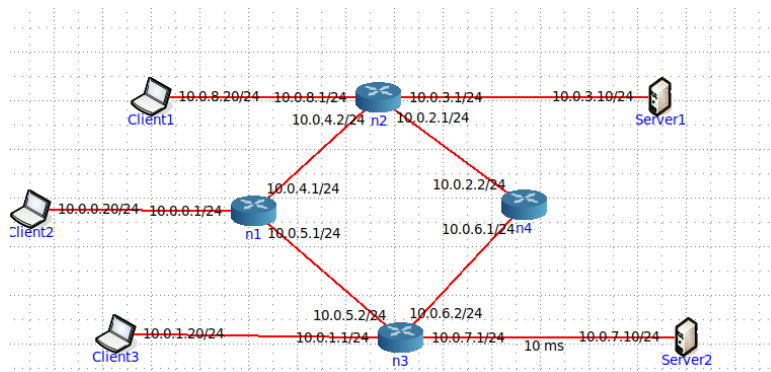 10.0.8.20/24
10.0.8.1/24
10.0.3.1/24
10.0.3.10/24
Client1
10.0.4.2/24
n2
10.0.2.1/24
Server1
10.0.4.1/24
10.0.2.2/24
10.0.0.20/24
10.0.0.1/24
Client2
n1
10.0.5.1/24
10.0.6.1/24
n4
10.0.5.2/24
10.0.6.2/24
10.0.1.20/24
10.0.1.1/24
10.0.7.1/24
10.0.7.10/24
10 ms
Client3
n3
Server2